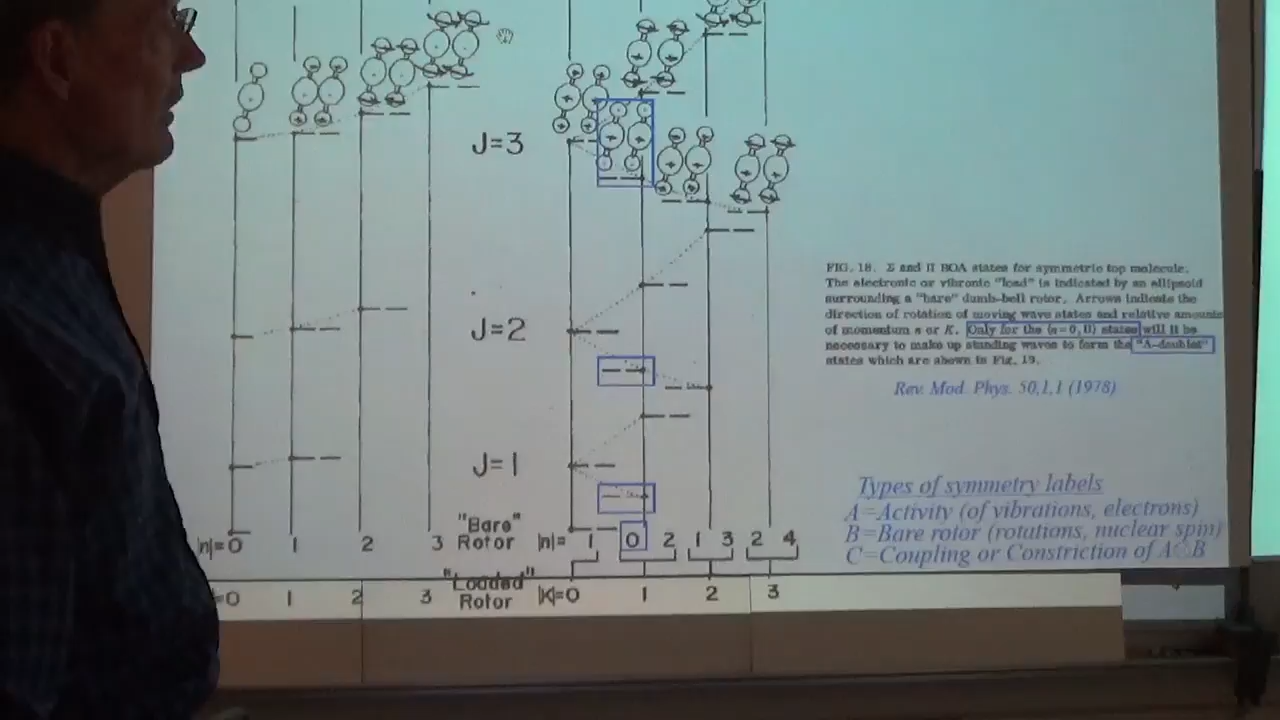 J=3
J=2
J=1
"Bare" Rotor
|n|=0 1 2 3
|n|= 1 0 2 1 3 2 4
"Loaded" Rotor
=0 1 2 3
|K|=0 1 2 3
FIG. 18. Σ and Π BOA states for symmetric top molecule.
The electronic or vibronic "load" is indicated by an ellipsoid
surrounding a "bare" dumb-bell rotor. Arrows indicate the
direction of rotation of moving wave states and relative amounts
of momentum n or K. Only for the (n=0, Π) states will it be
necessary to make up standing waves to form the "Λ-doublet"
states which are shown in Fig. 19.
Rev. Mod. Phys. 50,1,1 (1978)
Types of symmetry labels
A=Activity (of vibrations, electrons)
B=Bare rotor (rotations, nuclear spin)
C=Coupling or Constriction of A B